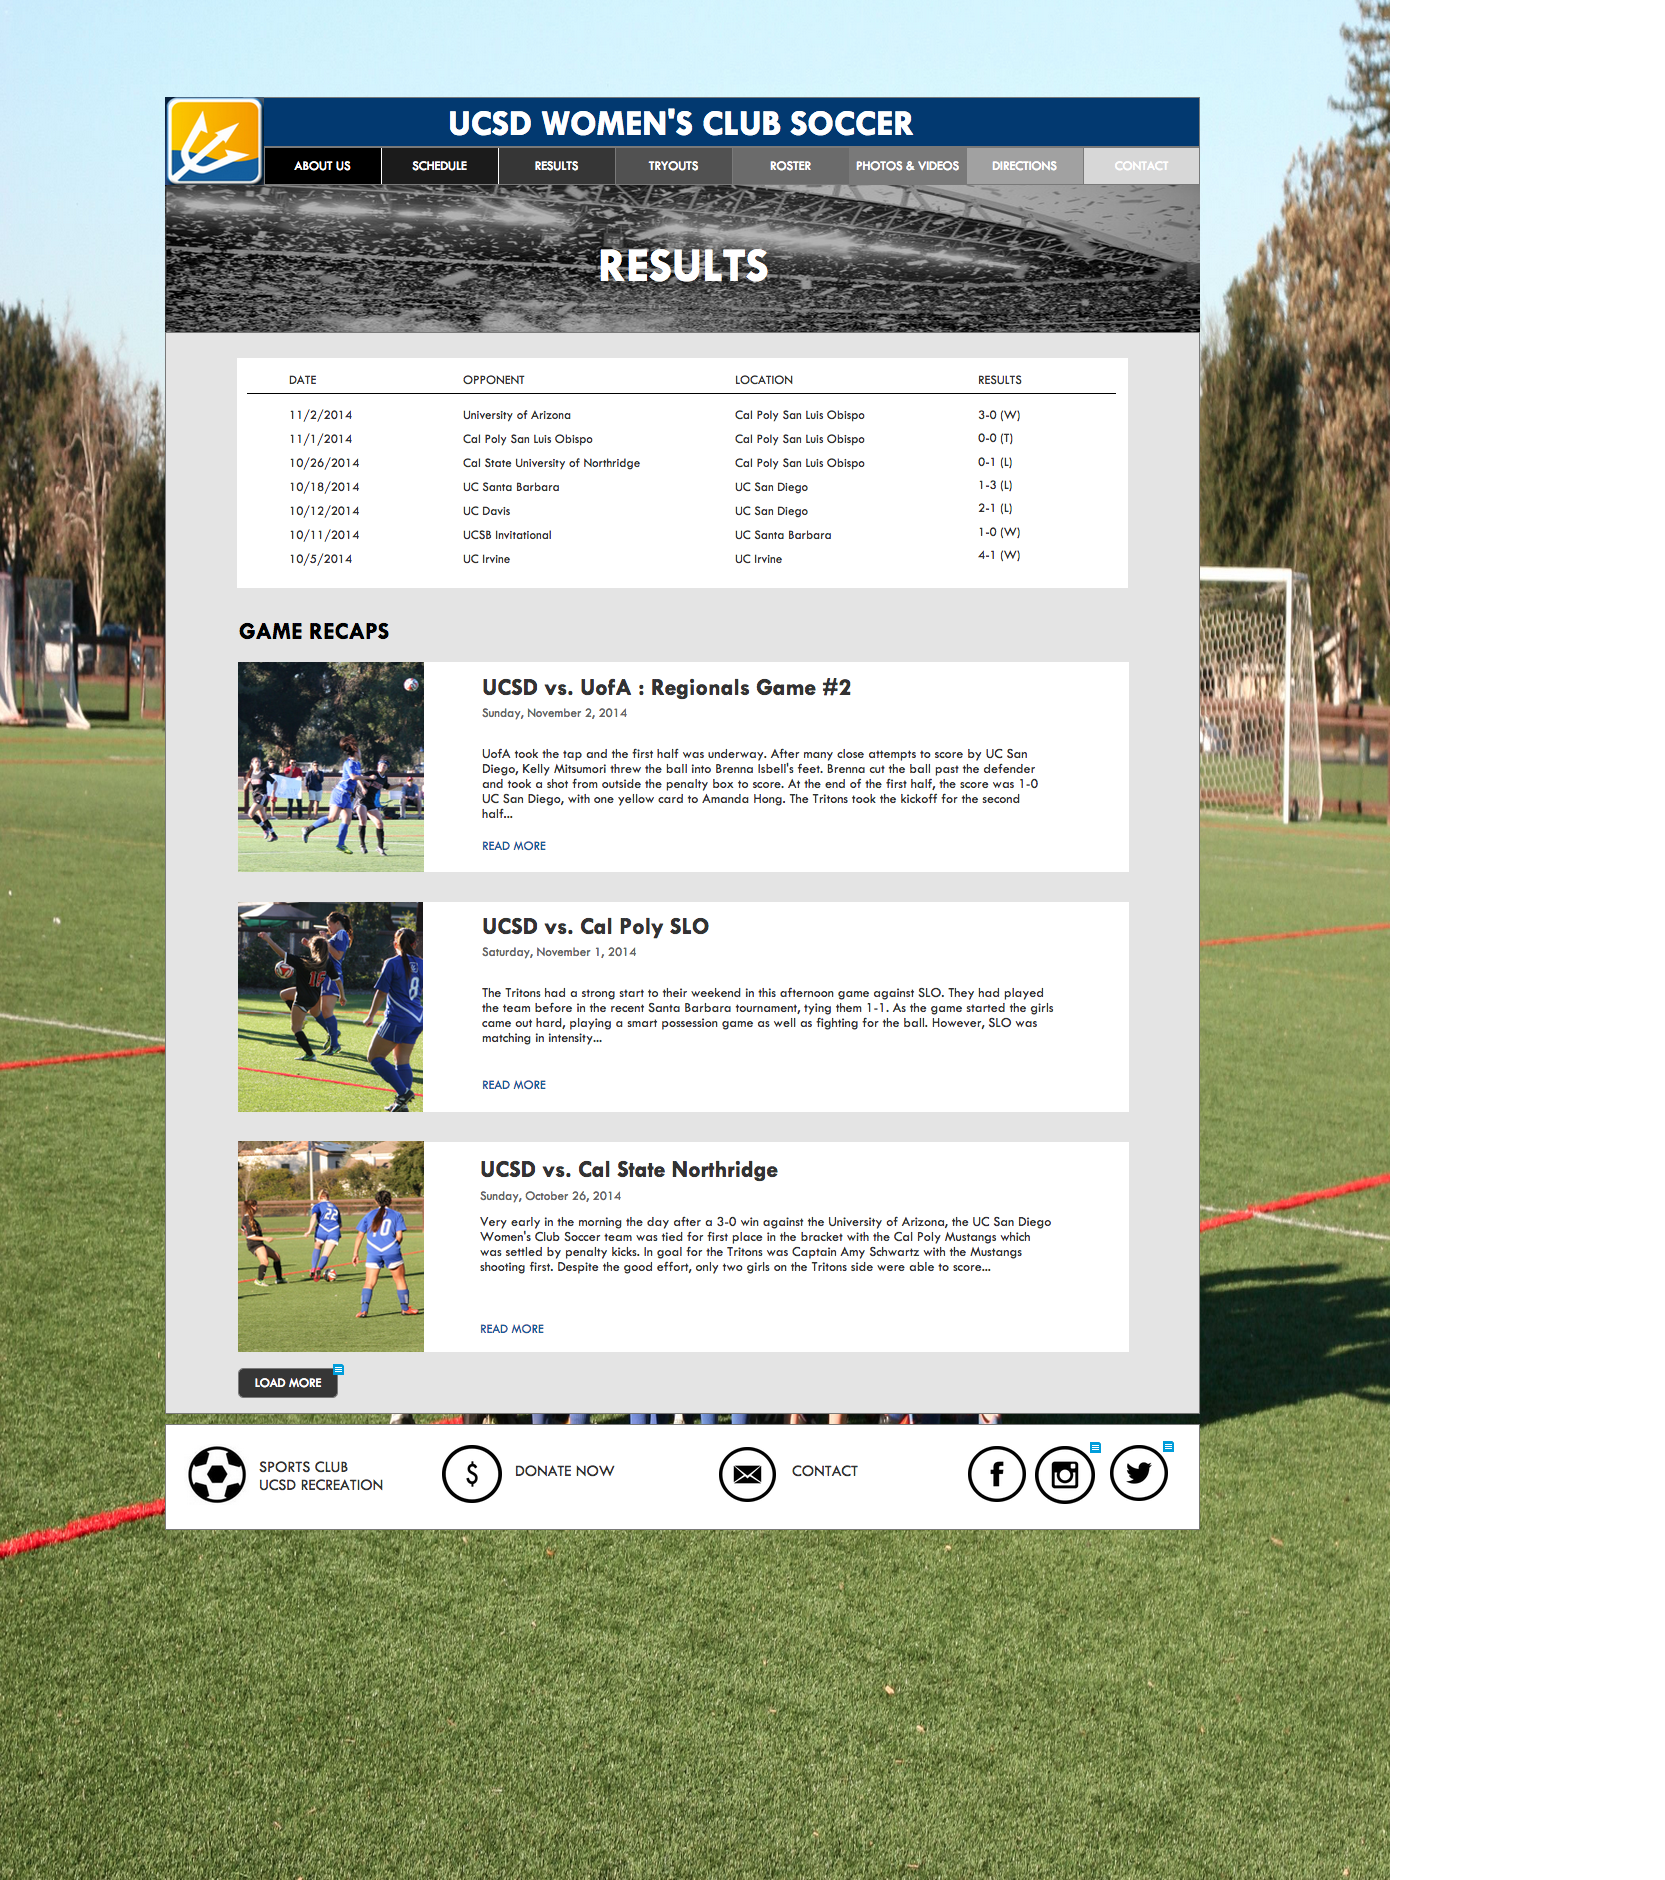 UCSD WOMEN'S CLUB SOCCER
ABOUT US SCHEDULE RESULTS TRYOUTS ROSTER PHOTOS & VIDEOS DIRECTIONS CONTACT
RESULTS
DATE OPPONENT LOCATION RESULTS
11/2/2014 University of Arizona Cal Poly San Luis Obispo 3-0 (W)
11/1/2014 Cal Poly San Luis Obispo Cal Poly San Luis Obispo 0-0 (T)
10/26/2014 Cal State University of Northridge Cal Poly San Luis Obispo 0-1 (L)
10/18/2014 UC Santa Barbara UC San Diego 1-3 (L)
10/12/2014 UC Davis UC San Diego 2-1 (L)
10/11/2014 UCSB Invitational UC Santa Barbara 1-0 (W)
10/5/2014 UC Irvine UC Irvine 4-1 (W)
GAME RECAPS
UCSD vs. UofA : Regionals Game #2
Sunday, November 2, 2014
UofA took the tap and the first half was underway. After many close attempts to score by UC San
Diego, Kelly Mitsumori threw the ball into Brenna Isbell's feet. Brenna cut the ball past the defender
and took a shot from outside the penalty box to score. At the end of the first half, the score was 1-0
UC San Diego, with one yellow card to Amanda Hong. The Tritons took the kickoff for the second
half...
READ MORE
16
8
UCSD vs. Cal Poly SLO
Saturday, November 1, 2014
The Tritons had a strong start to their weekend in this afternoon game against SLO. They had played
the team before in the recent Santa Barbara tournament, tying them 1-1. As the game started the girls
came out hard, playing a smart possession game as well as fighting for the ball. However, SLO was
matching in intensity...
READ MORE
22
UCSD vs. Cal State Northridge
Sunday, October 26, 2014
Very early in the morning the day after a 3-0 win against the University of Arizona, the UC San Diego
Women's Club Soccer team was tied for first place in the bracket with the Cal Poly Mustangs which
was settled by penalty kicks. In goal for the Tritons was Captain Amy Schwartz with the Mustangs
shooting first. Despite the good effort, only two girls on the Tritons side were able to score...
READ MORE
LOAD MORE
SPORTS CLUB
UCSD RECREATION
$ DONATE NOW
CONTACT
f